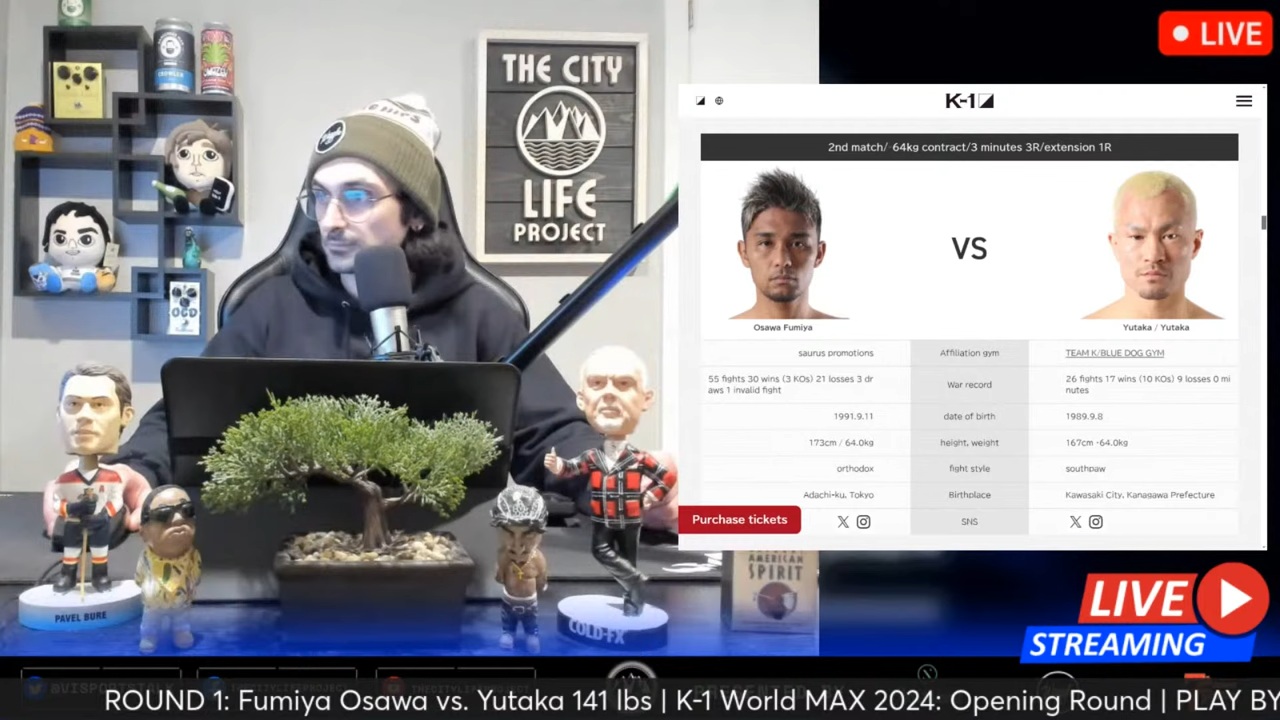 LIVE
THE CITY
LIFE
PROJECT
OCD
K-1
2nd match/ 64kg contract/3 minutes 3R/extension 1R
VS
Osawa Fumiya
Yutaka / Yutaka
saurus promotions
Affiliation gym
TEAM K/BLUE DOG GYM
55 fights 30 wins (3 KOs) 21 losses 3 dr
aws 1 invalid fight
War record
26 fights 17 wins (10 KOs) 9 losses 0 mi
nutes
1991.9.11
date of birth
1989.9.8
173cm / 64.0kg
height, weight
167cm ·64.0kg
orthodox
fight style
southpaw
Adachi-ku, Tokyo
Birthplace
Kawasaki City, Kanagawa Prefecture
Purchase tickets
SNS
AMERICAN
SPIRIT
PAVEL BURE
COLD-FX
LIVE
STREAMING
ROUND 1: Fumiya Osawa vs. Yutaka 141 lbs | K-1 World MAX 2024: Opening Round | PLAY BY